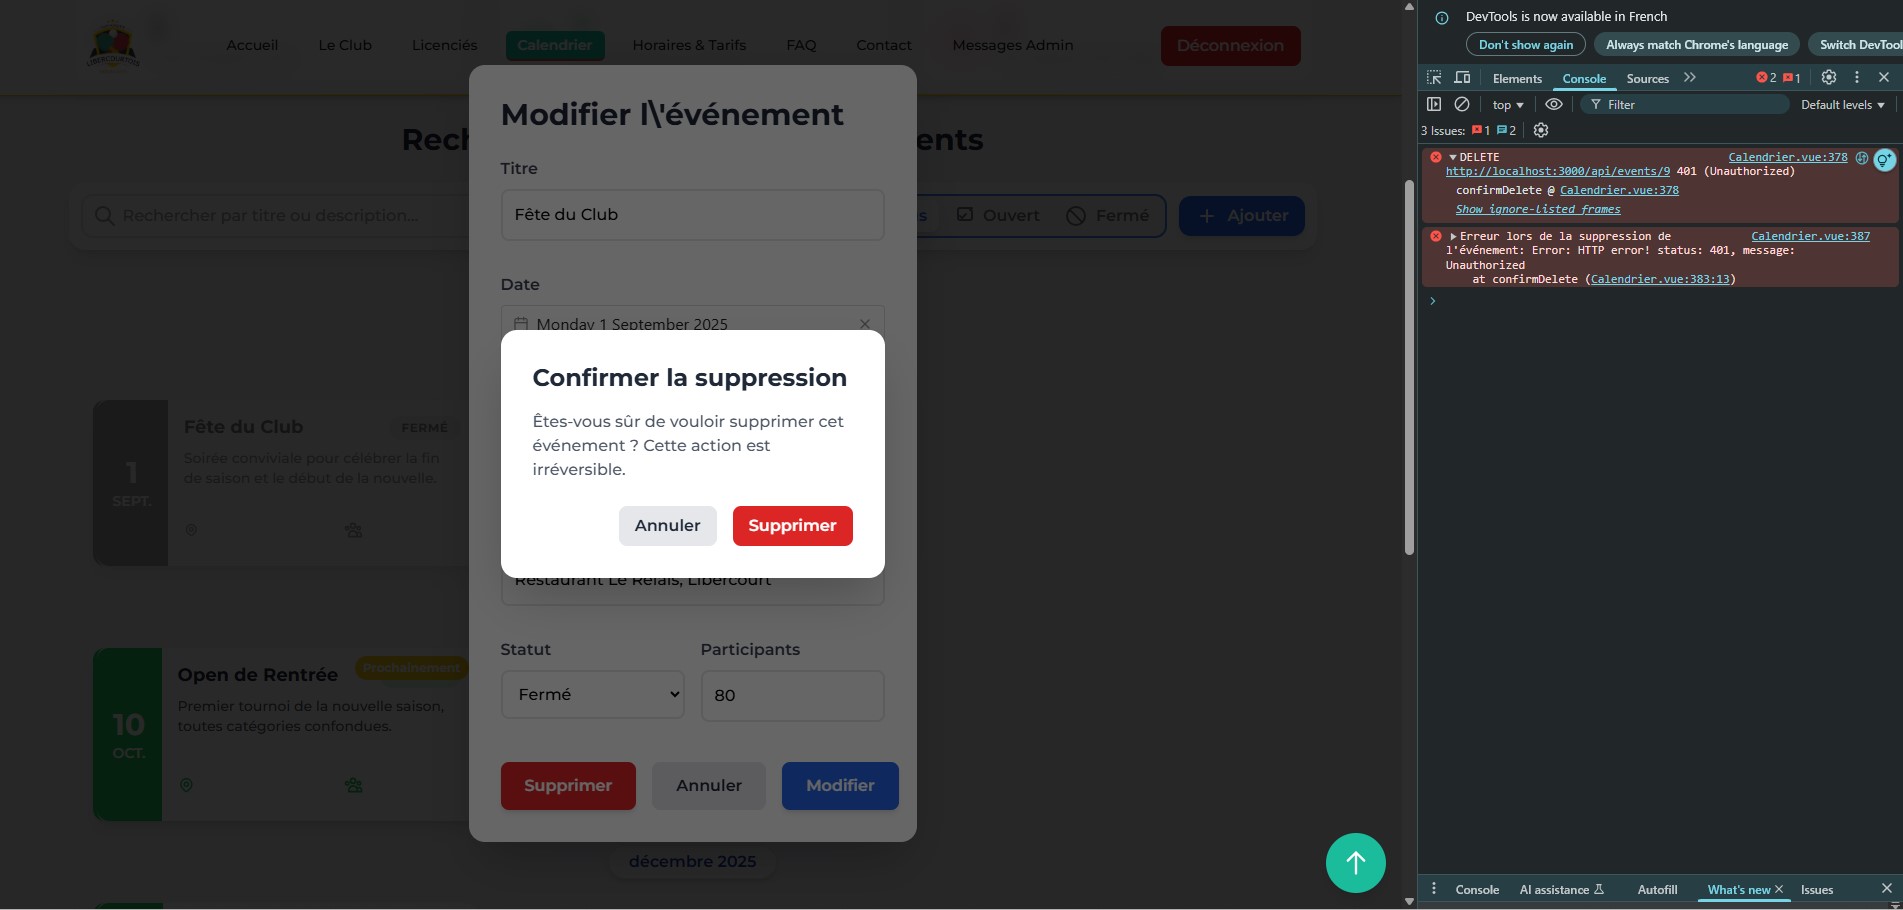 Accueil
Le Club
Licenciés
Calendrier
Horaires & Tarifs
FAQ
Contact
Messages Admin
Déconnexion
LIBERCOURTOIS
Rech
ents
Rechercher par titre ou description...
s
Ouvert
Fermé
Ajouter
Modifier l\'événement
Titre
Fête du Club
Date
Monday 1 September 2025
Confirmer la suppression
Êtes-vous sûr de vouloir supprimer cet
événement ? Cette action est
irréversible.
Annuler
Supprimer
Restaurant Le Relais, Libercourt
Statut
Participants
Fermé
80
Supprimer
Annuler
Modifier
1
SEPT.
Fête du Club
FERMÉ
Soirée conviviale pour célébrer la fin
de saison et le début de la nouvelle.
10
OCT.
Open de Rentrée
Prochainement
Premier tournoi de la nouvelle saison,
toutes catégories confondues.
décembre 2025
DevTools is now available in French
Don't show again
Always match Chrome's language
Switch DevTool
Elements
Console
Sources
2
1
top
Filter
Default levels
3 Issues:
1
2
DELETE
Calendrier.vue:378
http://localhost:3000/api/events/9 401 (Unauthorized)
confirmDelete @ Calendrier.vue:378
Show ignore-listed frames
Erreur lors de la suppression de
Calendrier.vue:387
l'événement: Error: HTTP error! status: 401, message:
Unauthorized
at confirmDelete (Calendrier.vue:383:13)
Console
AI assistance
Autofill
What's new
Issues